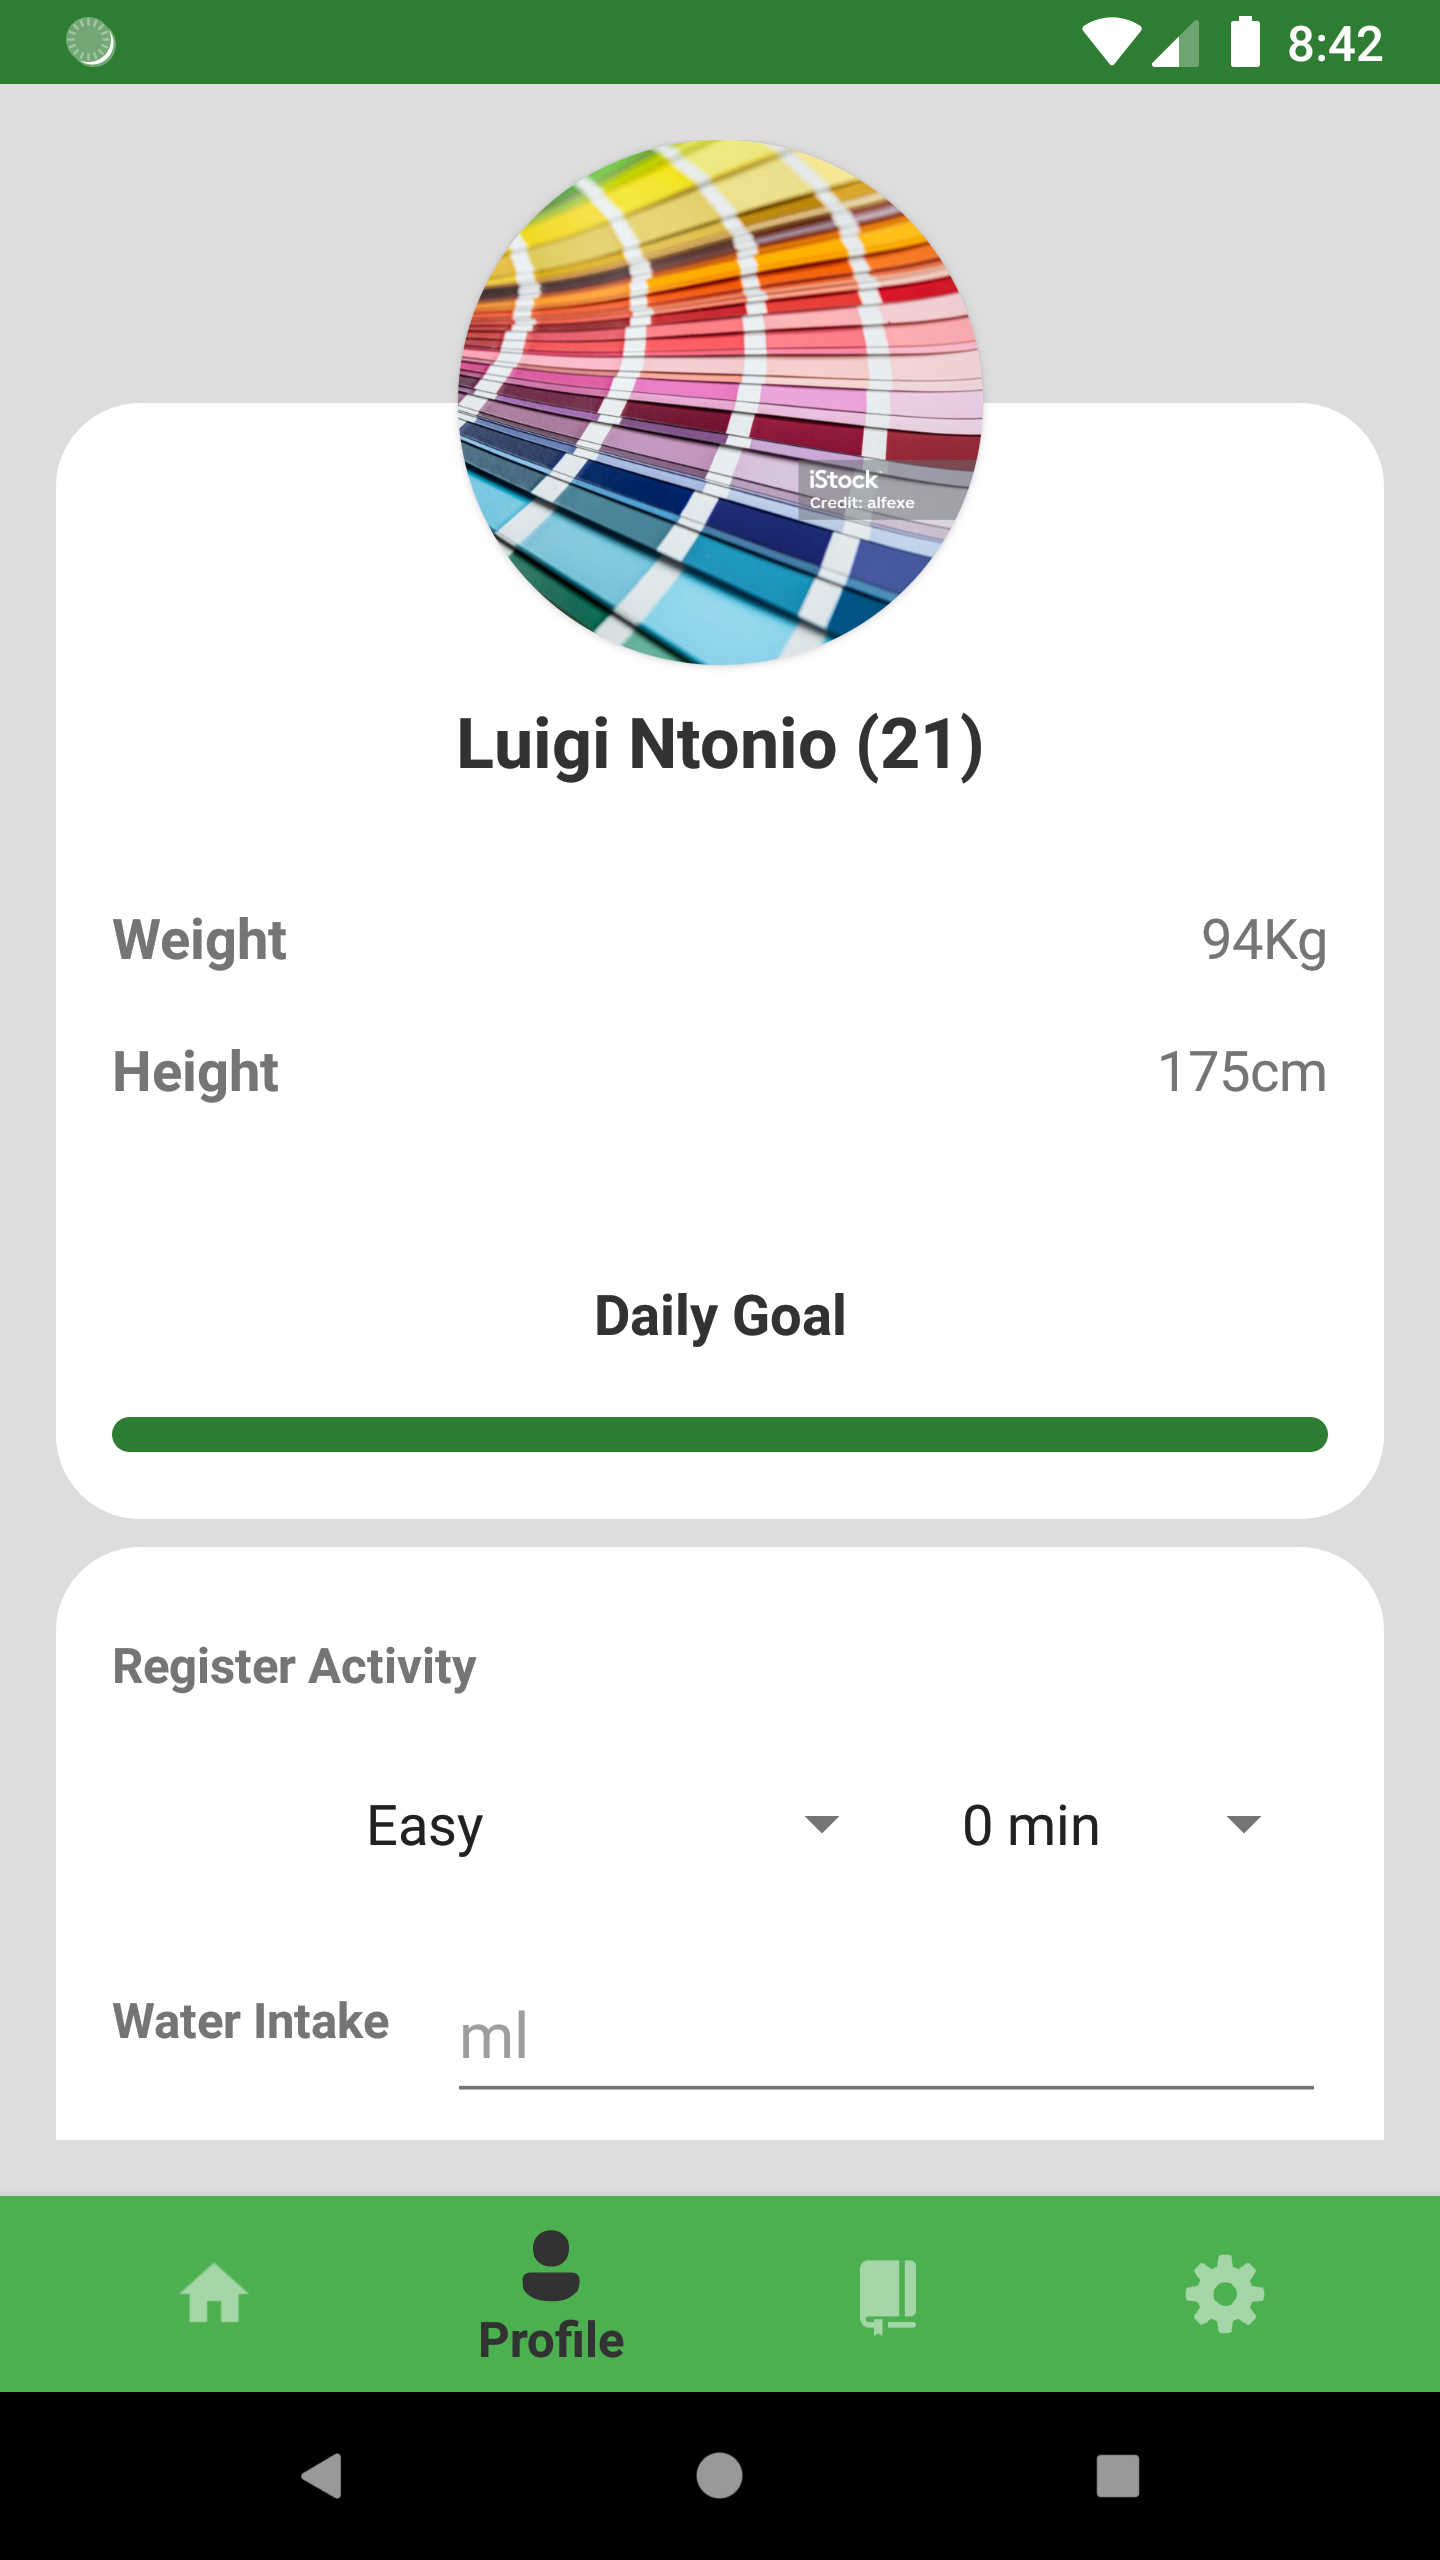 8:42
iStock
Credit: alfexe
Luigi Ntonio (21)
Weight 94Kg
Height 175cm
Daily Goal
Register Activity
Easy 0 min
Water Intake ml
Profile